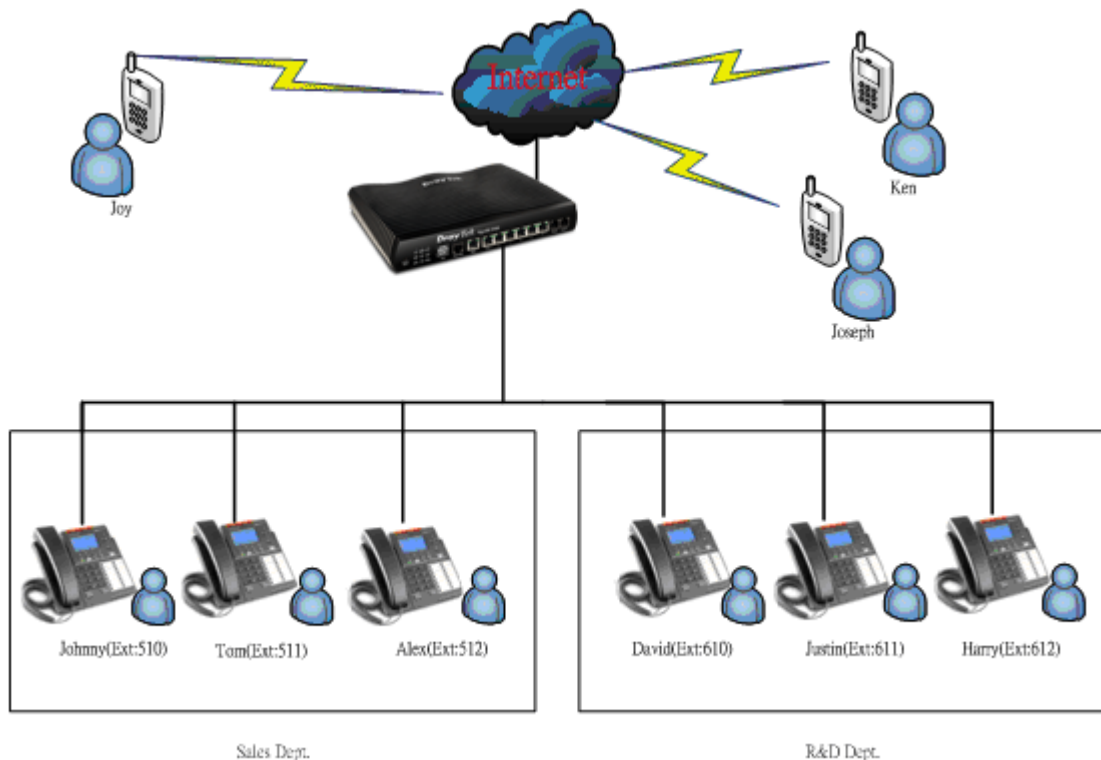 Internet
Joy
Ken
Joseph
Johnny(Ext:510)
Tom(Ext:511)
Alex(Ext:512)
David(Ext:610)
Justin(Ext:611)
Harry(Ext:612)
Sales Dept.
R&D Dept.